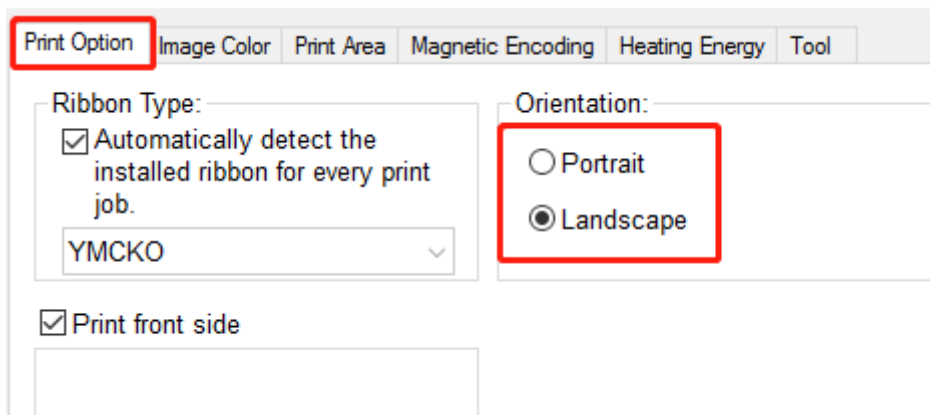 Print Option Image Color Print Area Magnetic Encoding Heating Energy Tool
Ribbon Type:
Automatically detect the
installed ribbon for every print
job.
YMCKO
Orientation:
Portrait
Landscape
Print front side